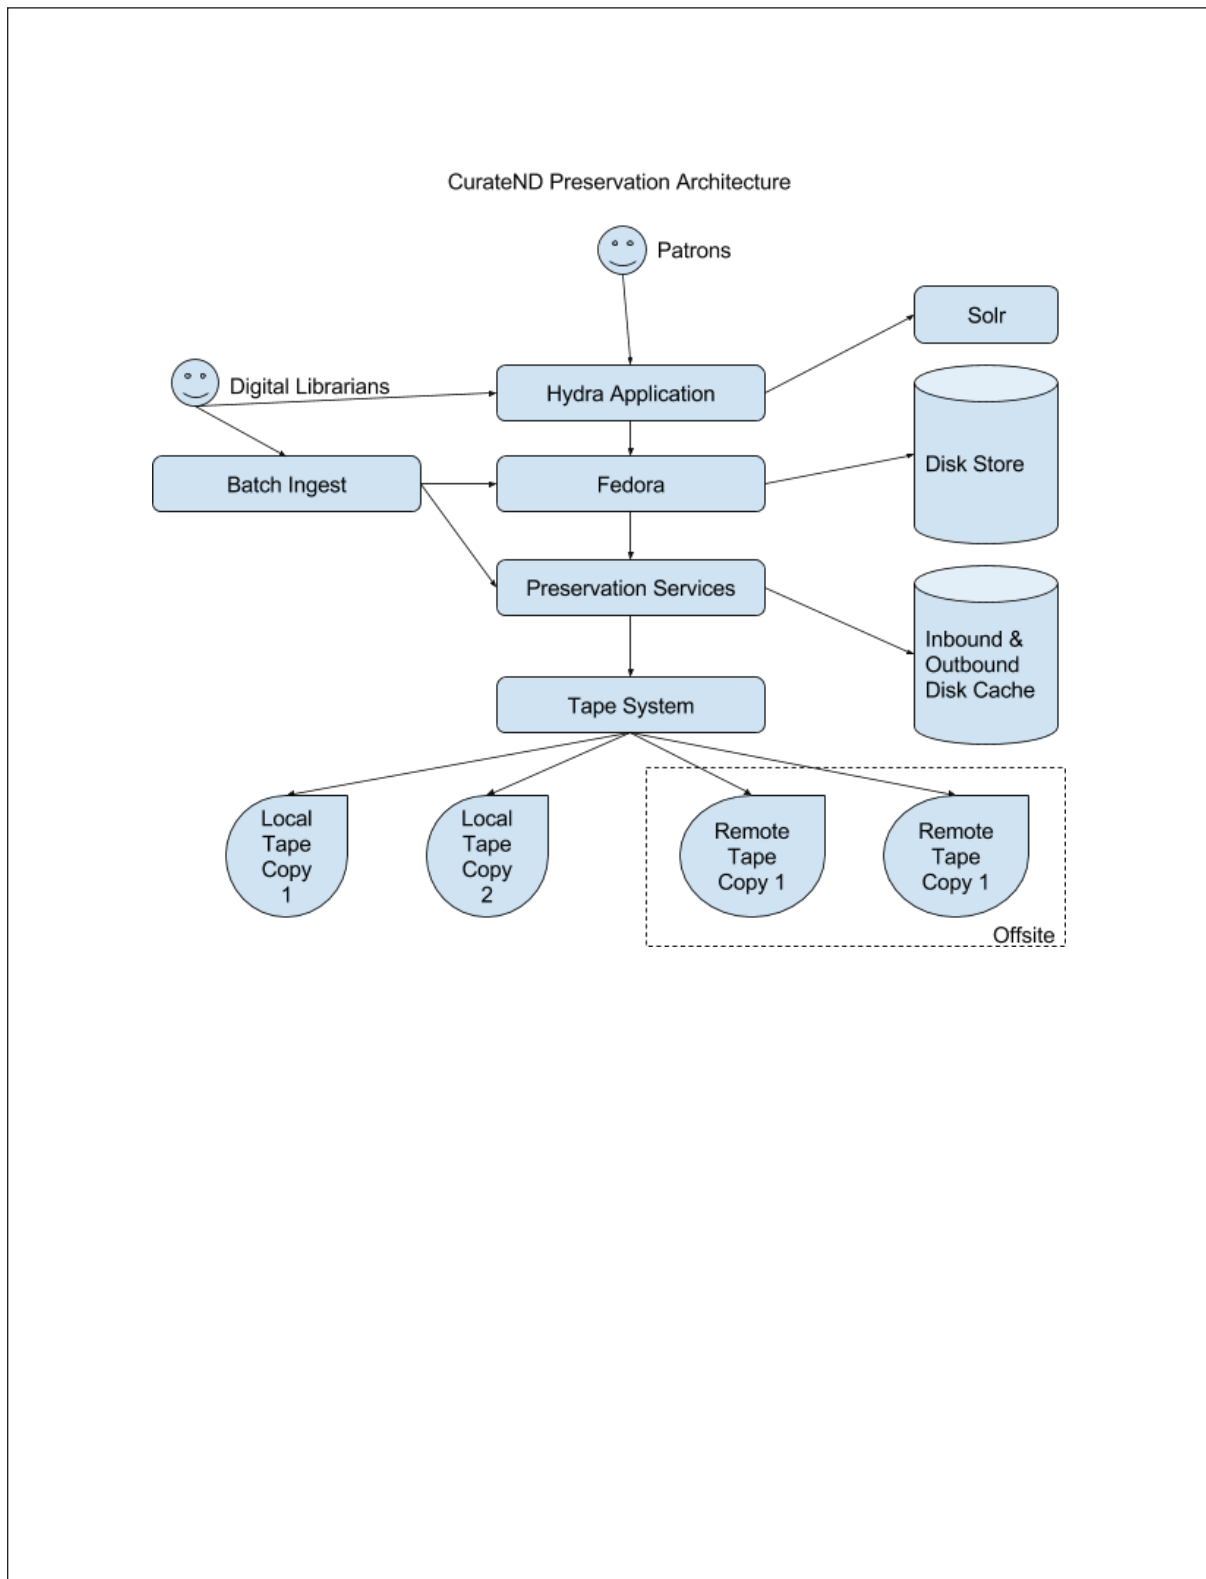 CurateND Preservation Architecture
Patrons
Solr
Digital Librarians
Hydra Application
Batch Ingest
Fedora
Disk Store
Preservation Services
Inbound &
Outbound
Disk Cache
Tape System
Local
Tape
Copy
1
Local
Tape
Copy
2
Remote
Tape
Copy 1
Remote
Tape
Copy 1
Offsite